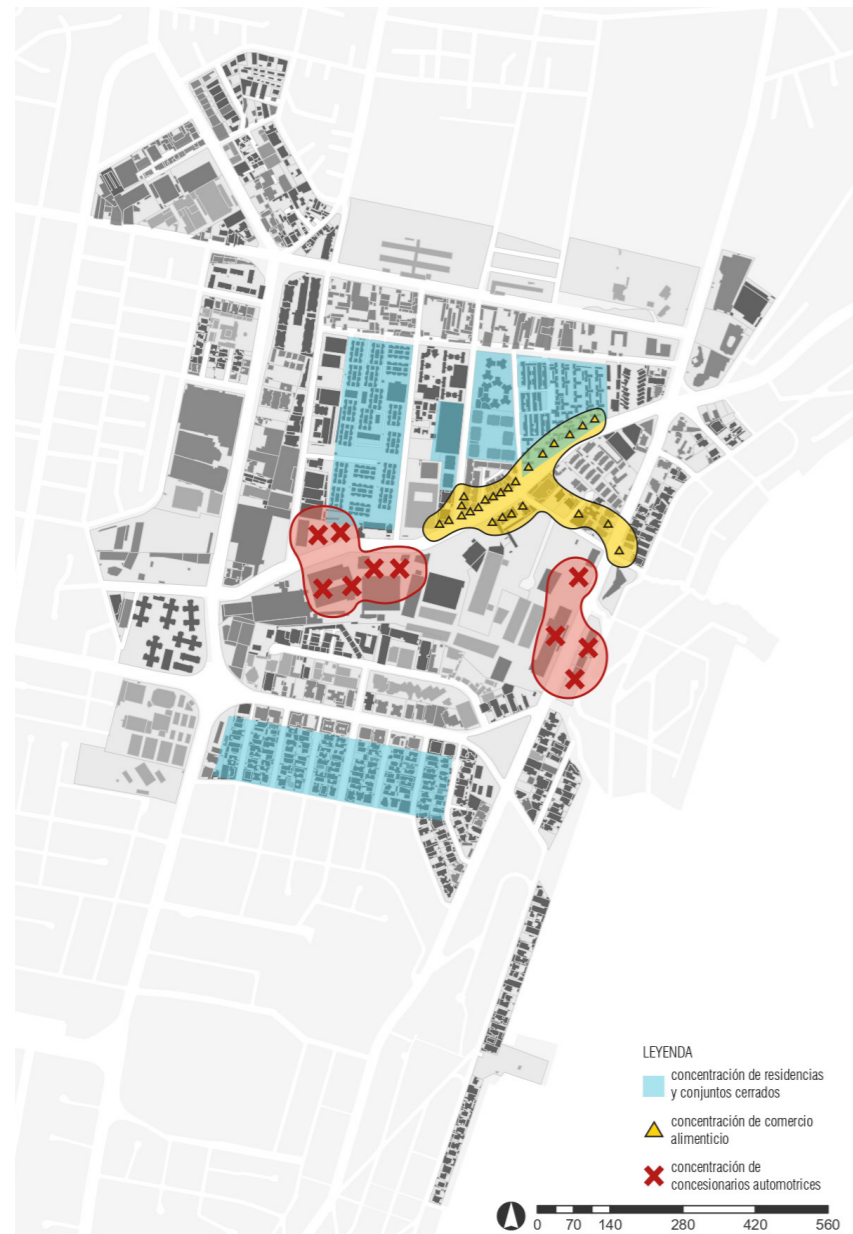 LEYENDA
concentración de residencias
y conjuntos cerrados
concentración de comercio
alimenticio
concentración de
concesionarios automotrices
0 70 140 280 420 560